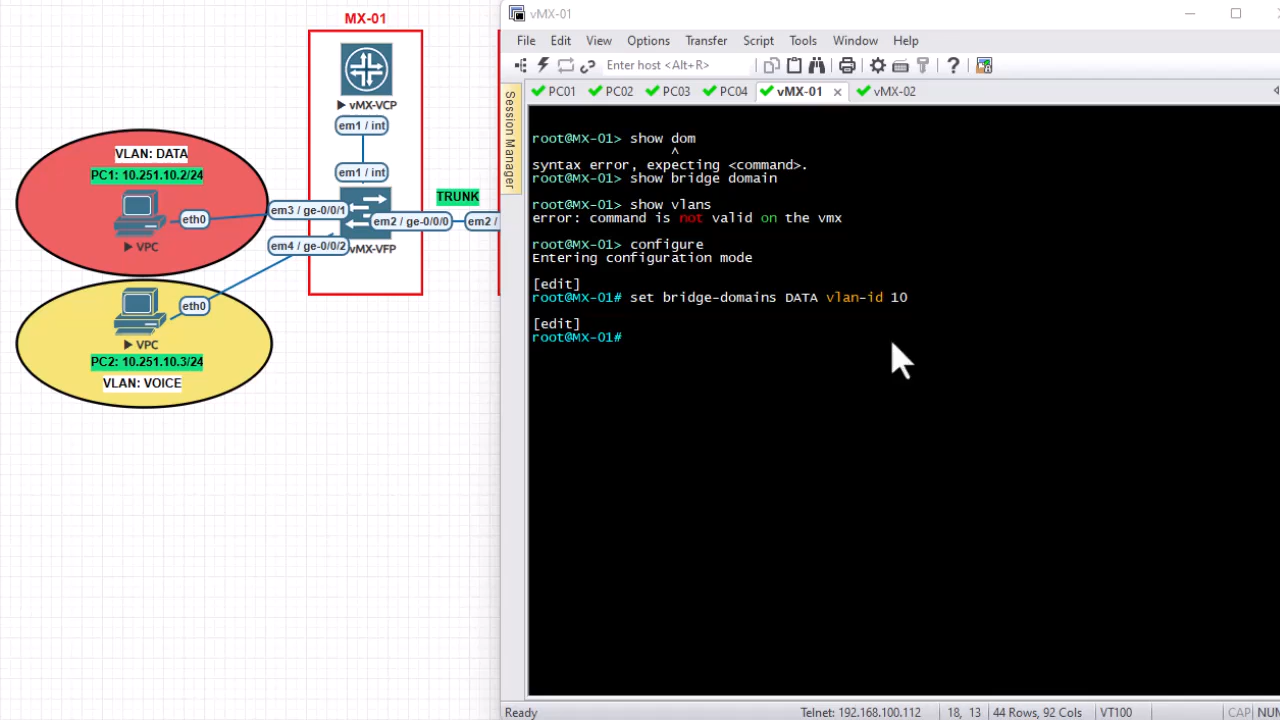 MX-01
vMX-VCP
em1 / int
em1 / int
VLAN: DATA
PC1: 10.251.10.2/24
eth0
VPC
em3 / ge-0/0/1
TRUNK
em2 / ge-0/0/0
em2 /
em4 / ge-0/0/2
vMX-VFP
eth0
VPC
PC2: 10.251.10.3/24
VLAN: VOICE
vMX-01
File Edit View Options Transfer Script Tools Window Help
Enter host <Alt+R>
Session Manager
PC01 PC02 PC03 PC04 vMX-01 vMX-02
root@MX-01> show dom
^
syntax error, expecting <command>.
root@MX-01> show bridge domain
root@MX-01> show vlans
error: command is not valid on the vmx
root@MX-01> configure
Entering configuration mode
[edit]
root@MX-01# set bridge-domains DATA vlan-id 10
[edit]
root@MX-01#
Ready Telnet: 192.168.100.112 18, 13 44 Rows, 92 Cols VT100 CAP NUM